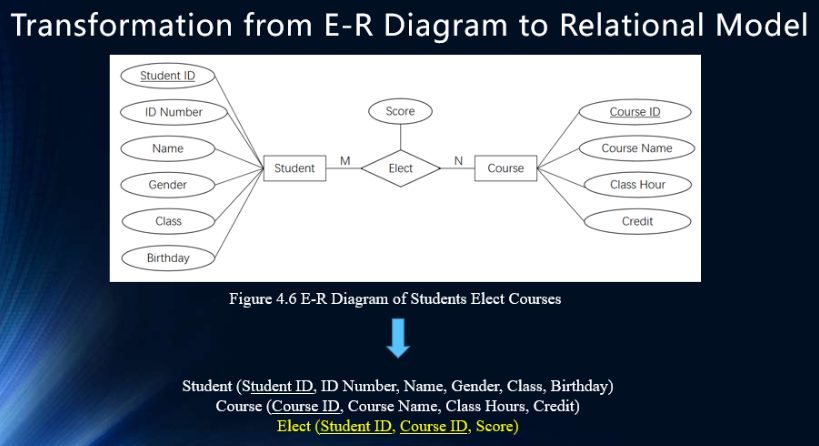 Transformation from E-R Diagram to Relational Model
Student ID
ID Number
Name
Gender
Class
Birthday
Student
M
Score
Elect
N
Course
Course ID
Course Name
Class Hour
Credit
Figure 4.6 E-R Diagram of Students Elect Courses
Student (Student ID, ID Number, Name, Gender, Class, Birthday)
Course (Course ID, Course Name, Class Hours, Credit)
Elect (Student ID, Course ID, Score)